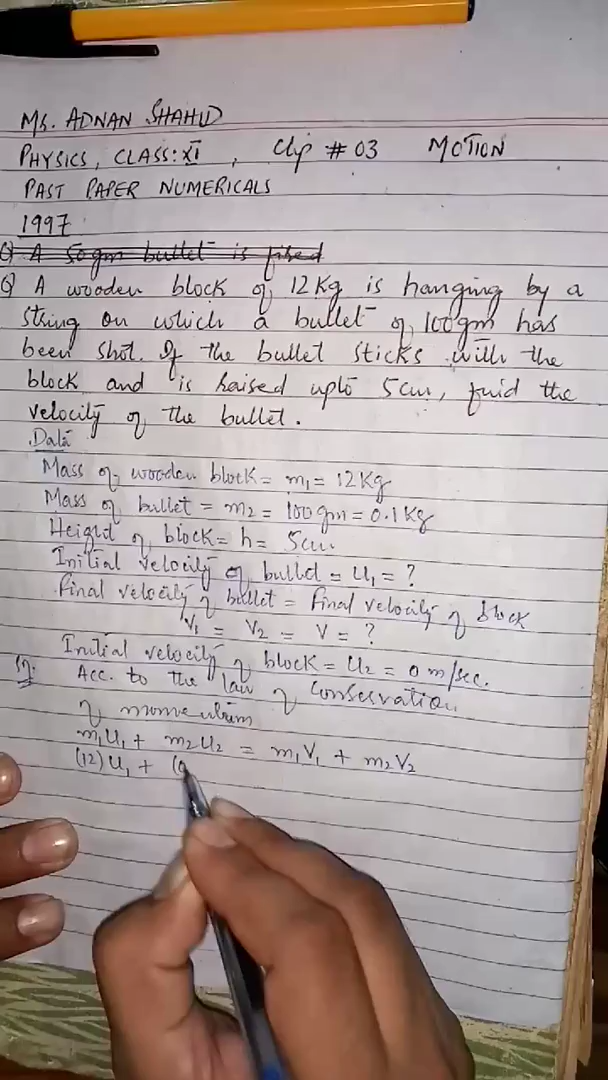 MS. ADNAN SHAHID
PHYSICS, CLASS: XI, Clip # 03 MOTION
PAST PAPER NUMERICALS
1997
Q A 50gm bullet is fired
Q A wooden block of 12 Kg is hanging by a
string on which a bullet of 100gm has
been shot. If the bullet sticks with the
block and is raised upto 5cm, find the
velocity of the bullet.
Data
Mass of wooden block = m₁ = 12 Kg
Mass of bullet = m₂ = 100 gm = 0.1 Kg
Height of block = h = 5cm.
Initial velocity of bullet = U₁ = ?
Final velocity of bullet = Final velocity of block
V₁ = V₂ = V = ?
Initial velocity of block = U₂ = 0 m/sec.
Acc. to the law of Conservation
of momentum
m₁U₁ + m₂U₂ = m₁V₁ + m₂V₂
(12)U₁ + (0